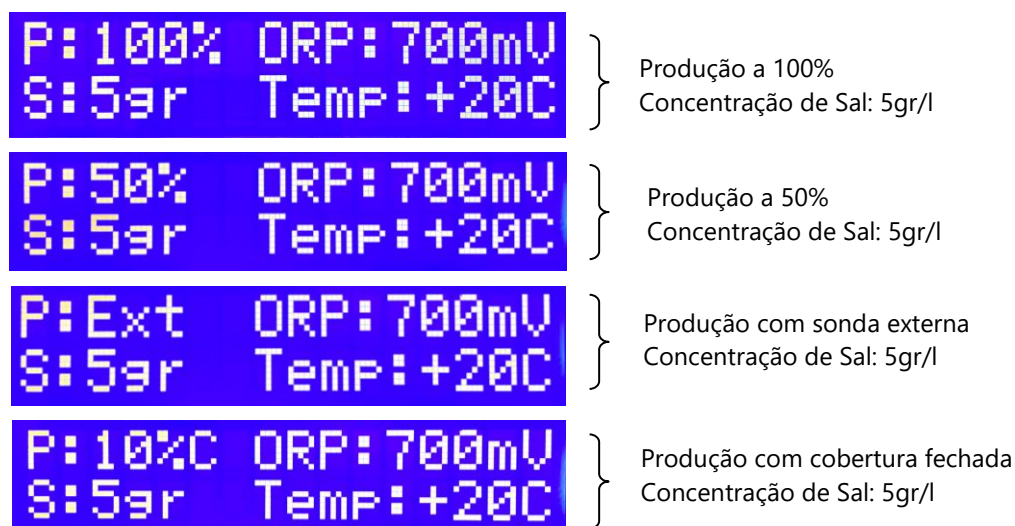 P:100% ORP:700mV
S:5gr Temp:+20C
Produção a 100%
Concentração de Sal: 5gr/l
P:50% ORP:700mV
S:5gr Temp:+20C
Produção a 50%
Concentração de Sal: 5gr/l
P:Ext ORP:700mV
S:5gr Temp:+20C
Produção com sonda externa
Concentração de Sal: 5gr/l
P:10%C ORP:700mV
S:5gr Temp:+20C
Produção com cobertura fechada
Concentração de Sal: 5gr/l